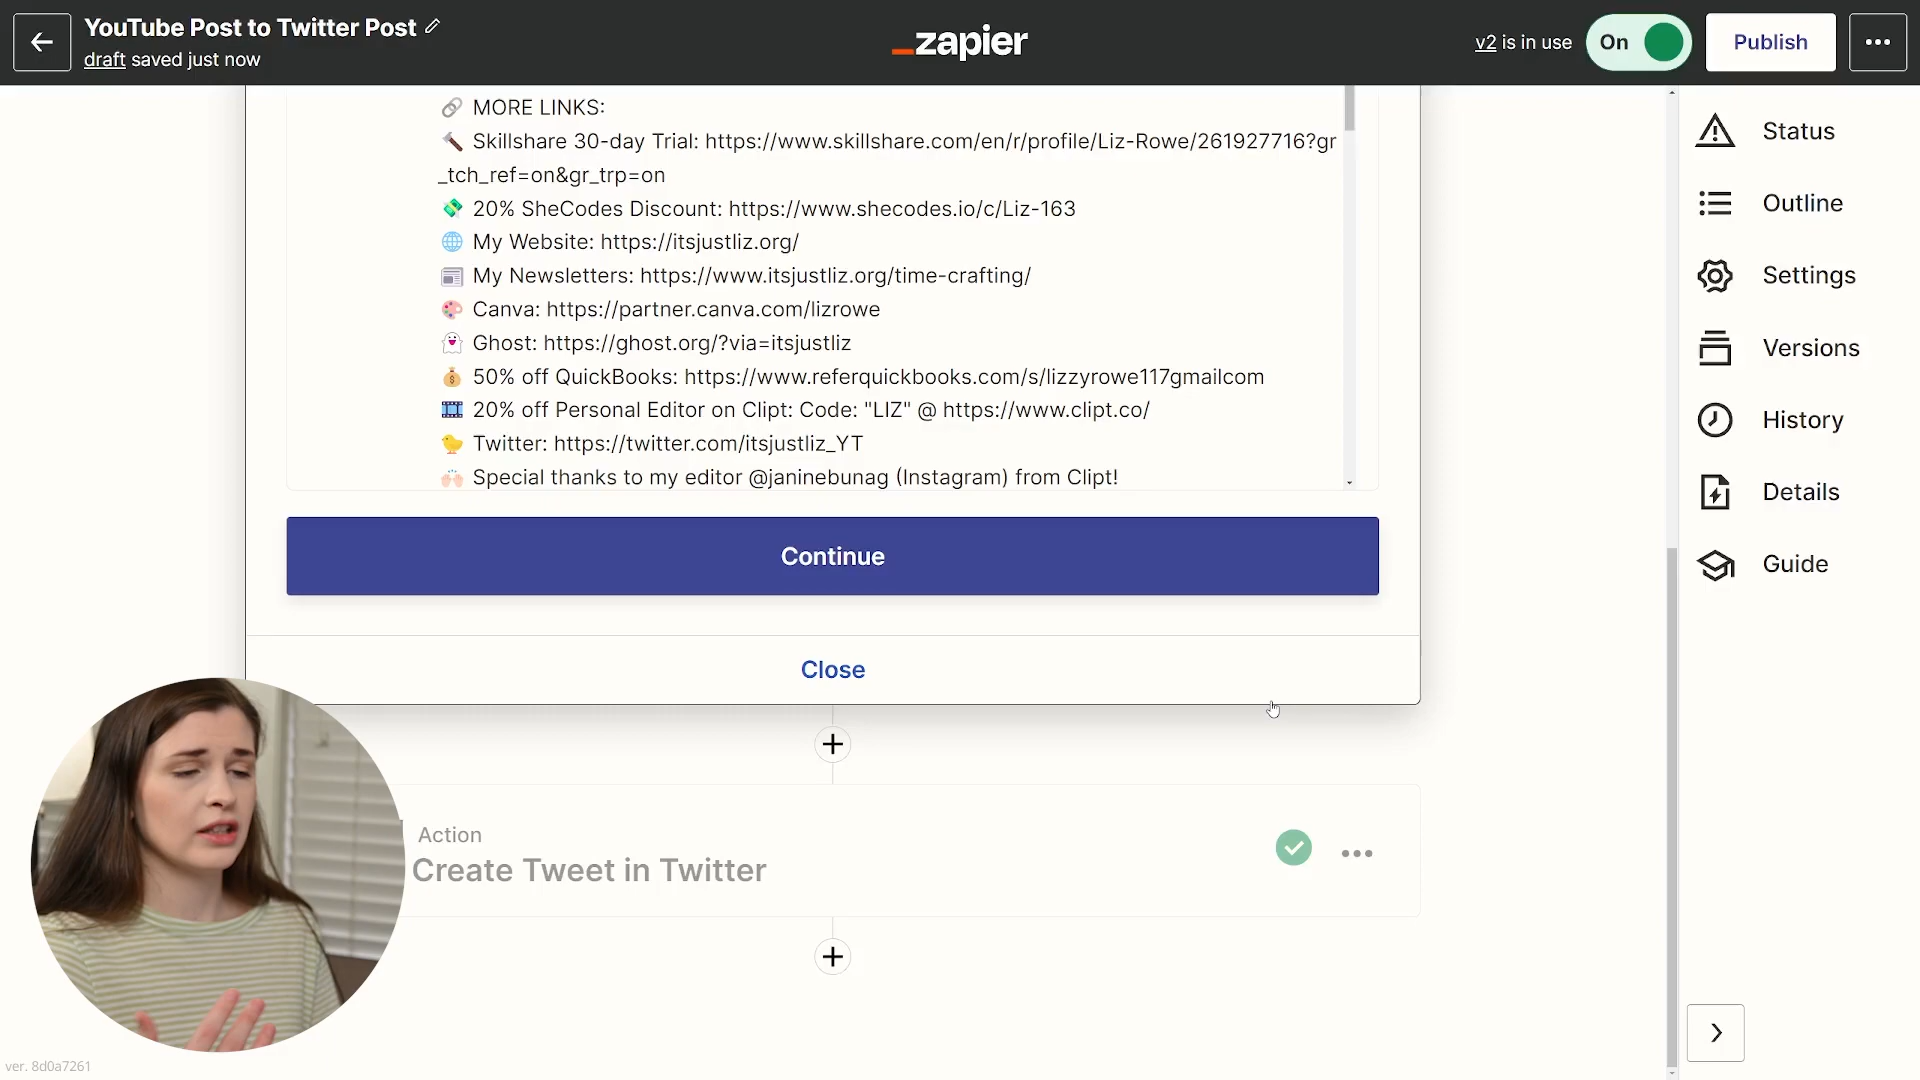 YouTube Post to Twitter Post
draft saved just now
zapier
v2 is in use
On
Publish
MORE LINKS:
Skillshare 30-day Trial: https://www.skillshare.com/en/r/profile/Liz-Rowe/261927716?gr
_tch_ref=on&gr_trp=on
20% SheCodes Discount: https://www.shecodes.io/c/Liz-163
My Website: https://itsjustliz.org/
My Newsletters: https://www.itsjustliz.org/time-crafting/
Canva: https://partner.canva.com/lizrowe
Ghost: https://ghost.org/?via=itsjustliz
50% off QuickBooks: https://www.referquickbooks.com/s/lizzyrowe117gmailcom
20% off Personal Editor on Clipt: Code: "LIZ" @ https://www.clipt.co/
Twitter: https://twitter.com/itsjustliz_YT
Special thanks to my editor @janinebunag (Instagram) from Clipt!
Continue
Close
Action
Create Tweet in Twitter
Status
Outline
Settings
Versions
History
Details
Guide
ver. 8d0a7261